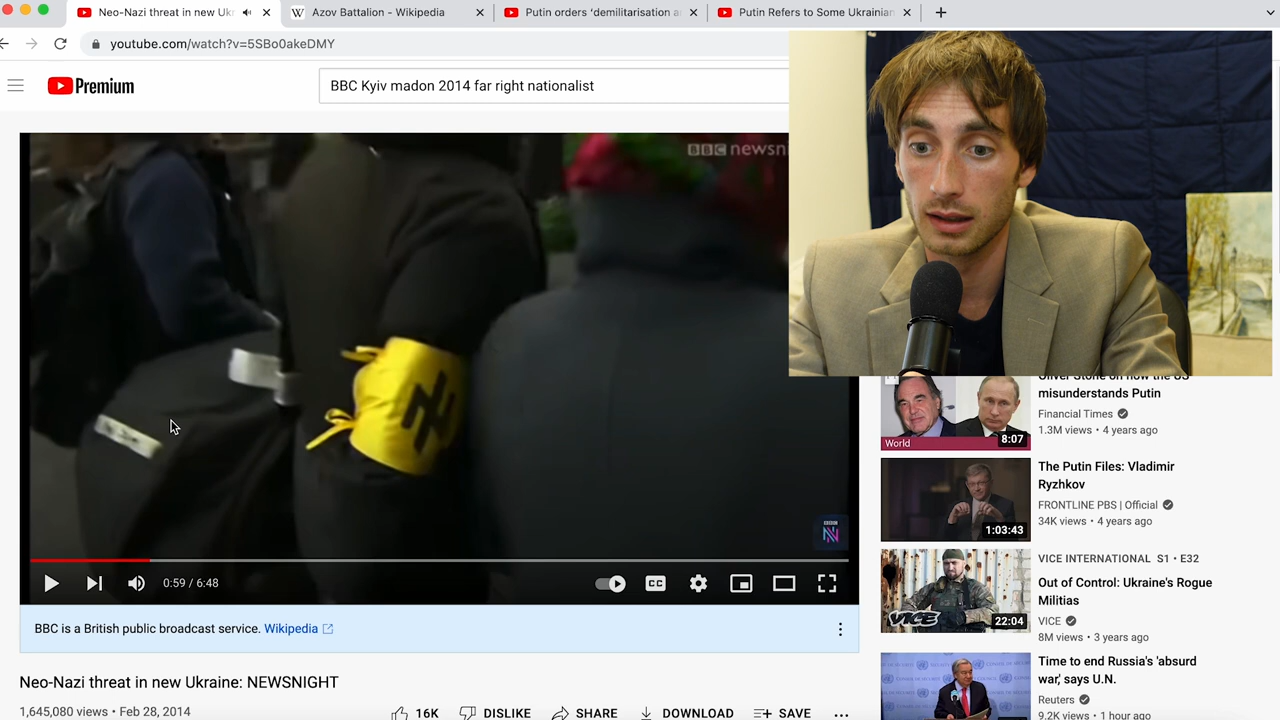 Neo-Nazi threat in new Ukr
Azov Battalion - Wikipe
Putin orders ‘demilitarisation a
Putin Refers to Some Ukrainian
youtube.com/watch?v=5SBo0akeDMY
Premium
BBC Kyiv madon 2014 far right nationalist
BBC newsni
0:59 / 6:48
CC
BBC is a British public broadcast service. Wikipedia
Neo-Nazi threat in new Ukraine: NEWSNIGHT
1,645,080 views • Feb 28, 2014
16K
DISLIKE
SHARE
DOWNLOAD
SAVE
Oliver Stone on how the US
misunderstands Putin
Financial Times
1.3M views • 4 years ago
World
8:07
The Putin Files: Vladimir
Ryzhkov
FRONTLINE PBS | Official
34K views • 4 years ago
1:03:43
VICE INTERNATIONAL S1 • E32
Out of Control: Ukraine's Rogue
Militias
VICE
8M views • 3 years ago
VICE
22:04
Time to end Russia's 'absurd
war,' says U.N.
Reuters
9.2K views • 1 hour ago